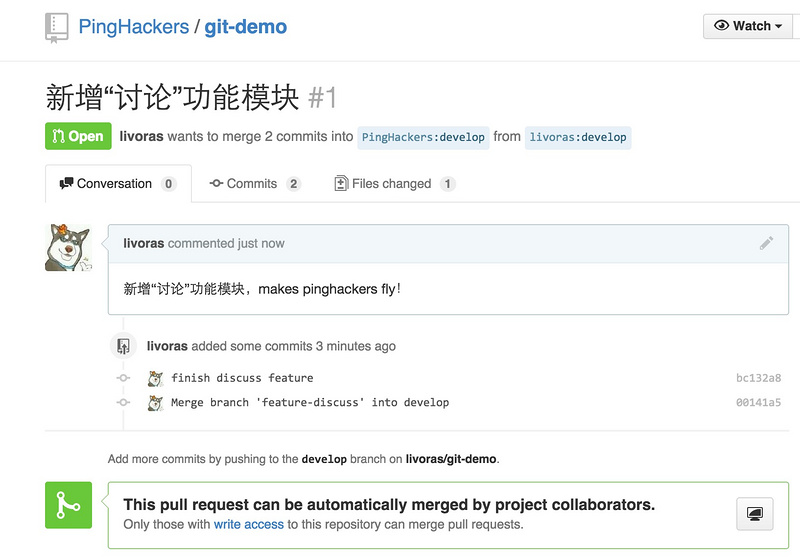 PingHackers / git-demo
Watch
新增“讨论”功能模块 #1
Open livoras wants to merge 2 commits into PingHackers:develop from livoras:develop
Conversation 0 Commits 2 Files changed 1
livoras commented just now
新增“讨论”功能模块，makes pinghackers fly！
livoras added some commits 3 minutes ago
finish discuss feature bc132a8
Merge branch 'feature-discuss' into develop 00141a5
Add more commits by pushing to the develop branch on livoras/git-demo.
This pull request can be automatically merged by project collaborators.
Only those with write access to this repository can merge pull requests.